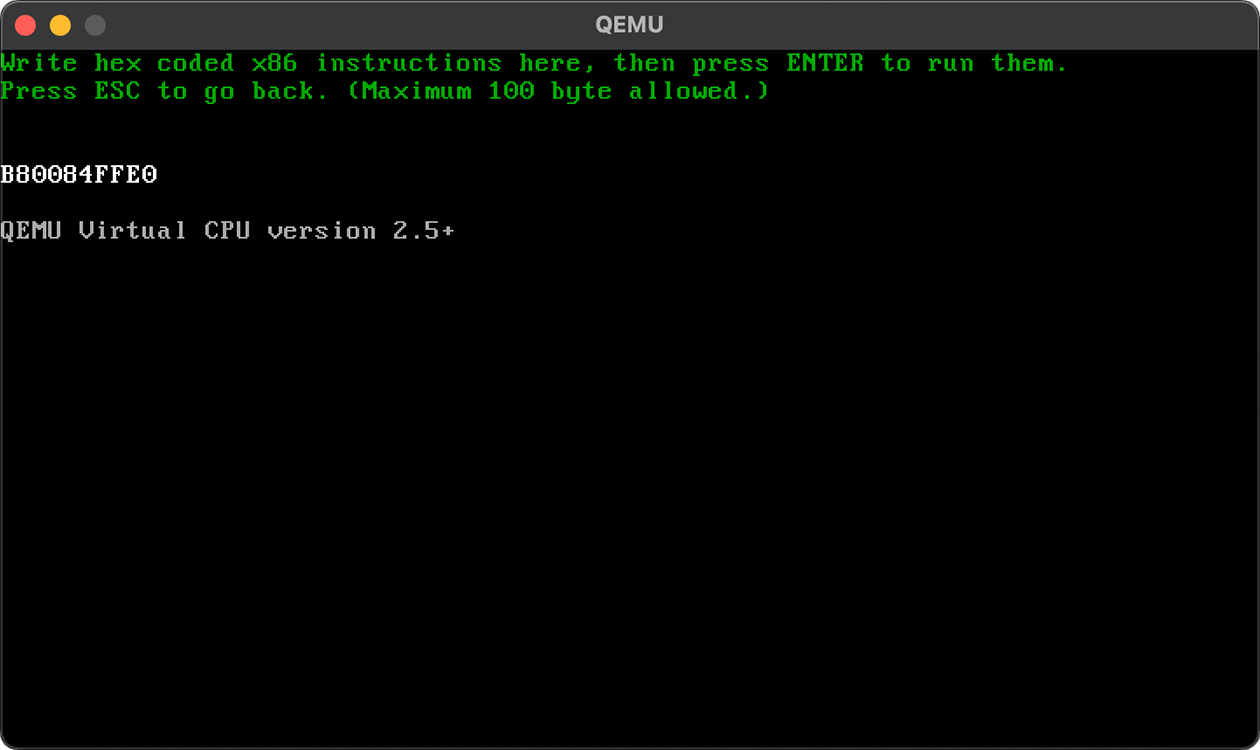 QEMU
Write hex coded x86 instructions here, then press ENTER to run them.
Press ESC to go back. (Maximum 100 byte allowed.)
B80084FFE0
QEMU Virtual CPU version 2.5+